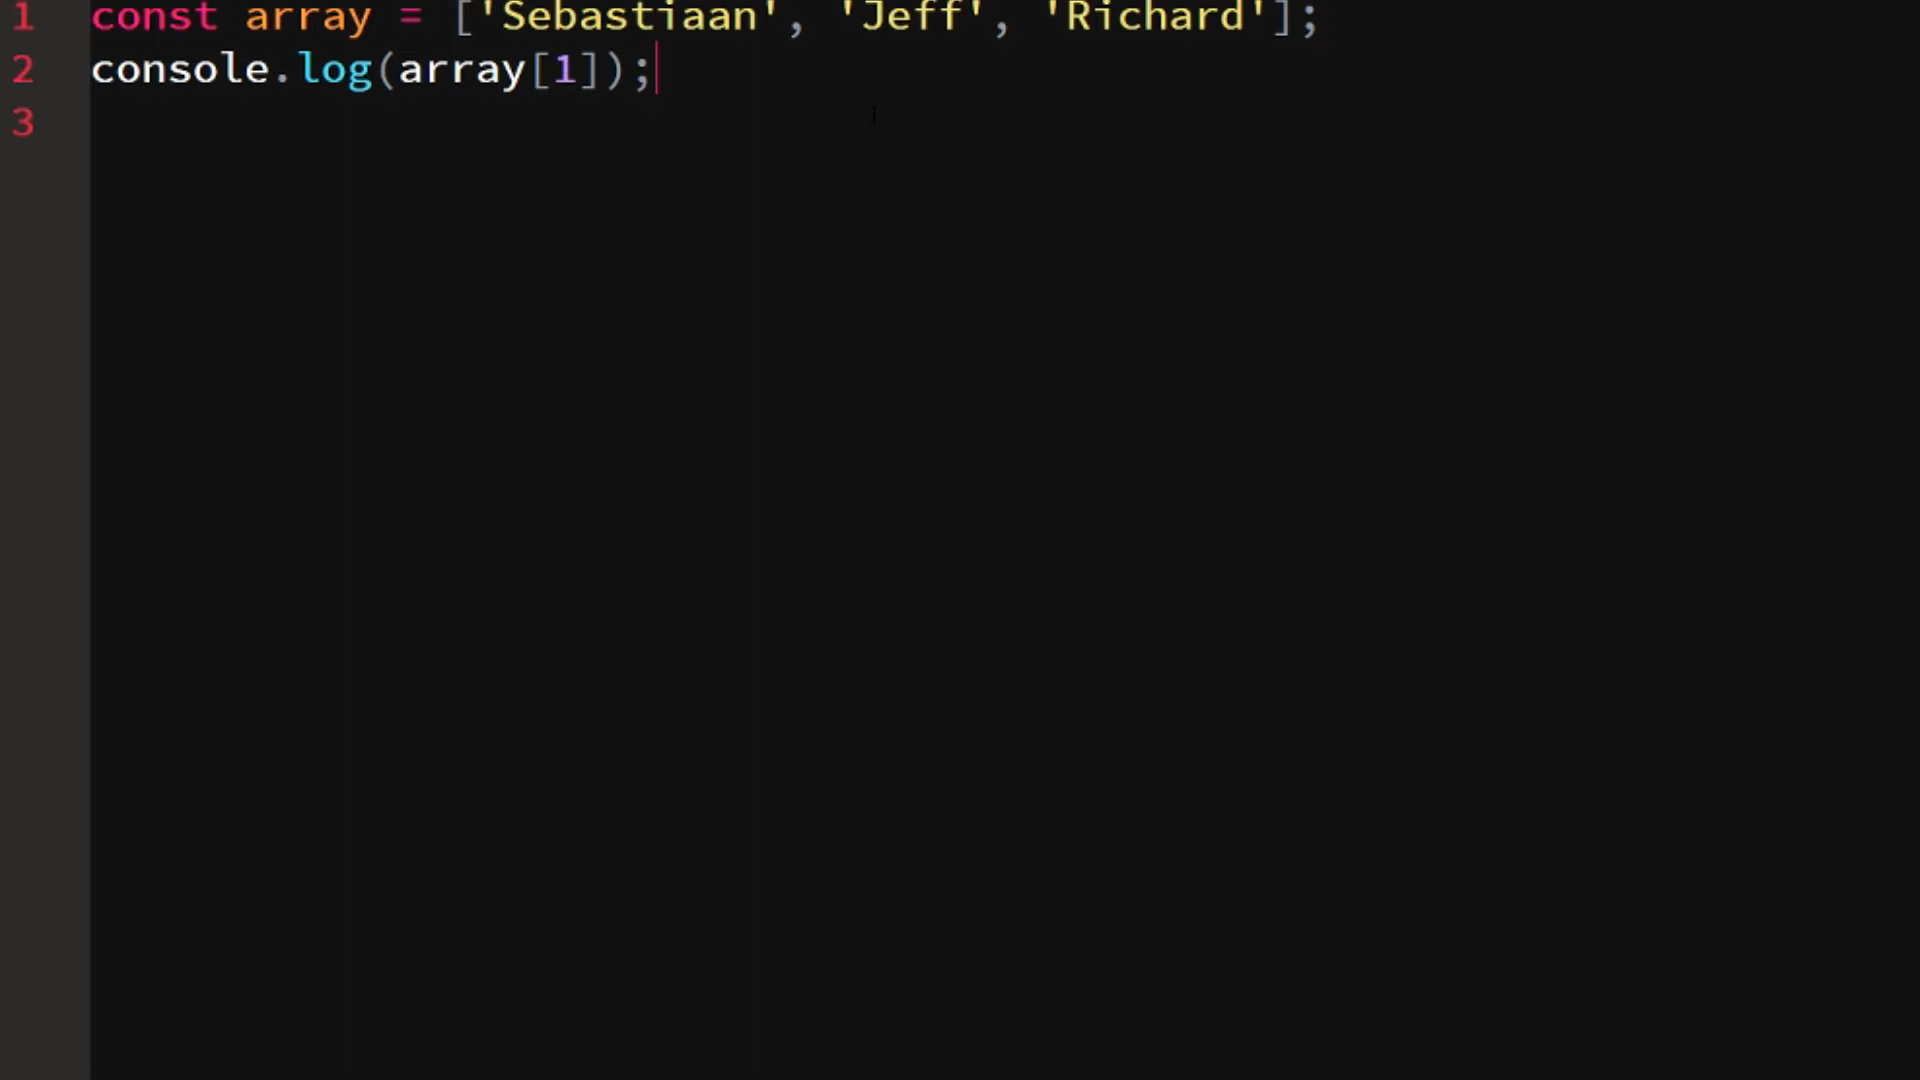 1 const array = ['Sebastiaan', 'Jeff', 'Richard'];
2 console.log(array[1]);
3